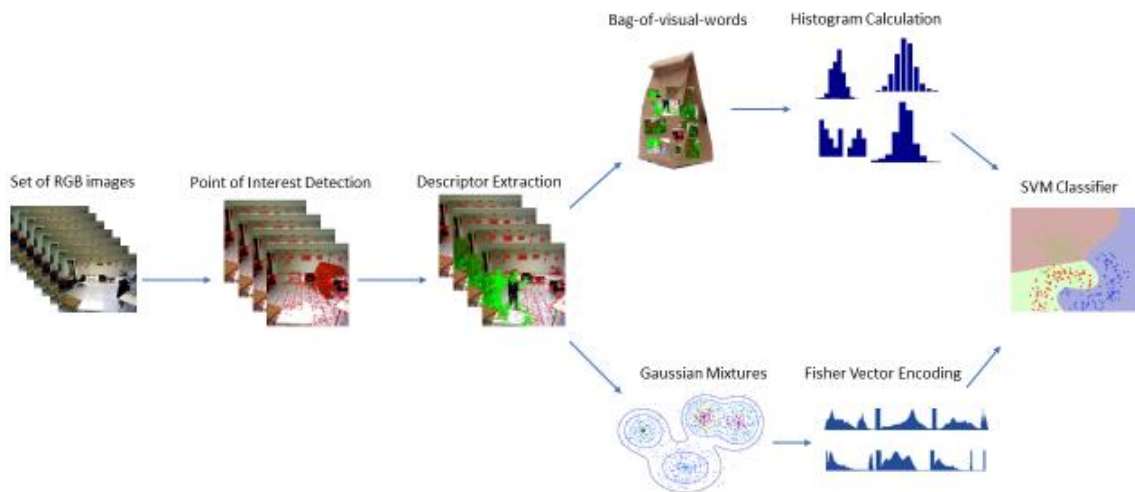 Bag-of-visual-words
Histogram Calculation
Set of RGB images
Point of Interest Detection
Descriptor Extraction
SVM Classifier
Gaussian Mixtures
Fisher Vector Encoding